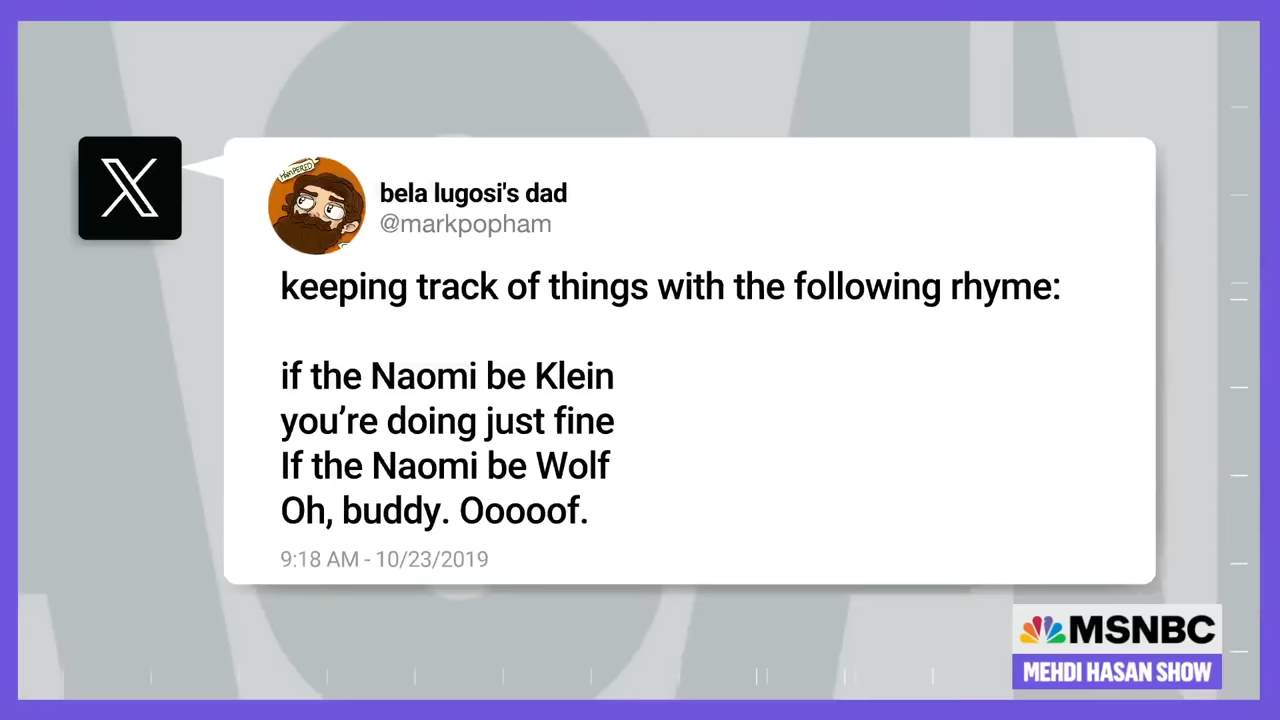 HAMPERED
bela lugosi's dad
@markpopham
keeping track of things with the following rhyme:
if the Naomi be Klein
you’re doing just fine
If the Naomi be Wolf
Oh, buddy. Ooooof.
9:18 AM - 10/23/2019
MSNBC
MEHDI HASAN SHOW